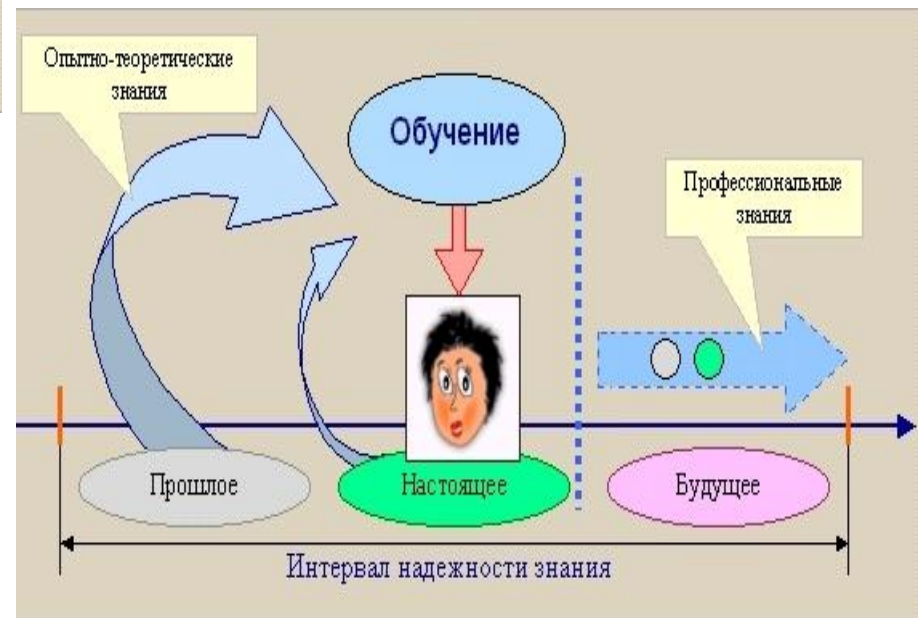 Опытно-теоретические
знания
Обучение
Профессиональные
знания
Прошлое
Настоящее
Будущее
Интервал надежности знания